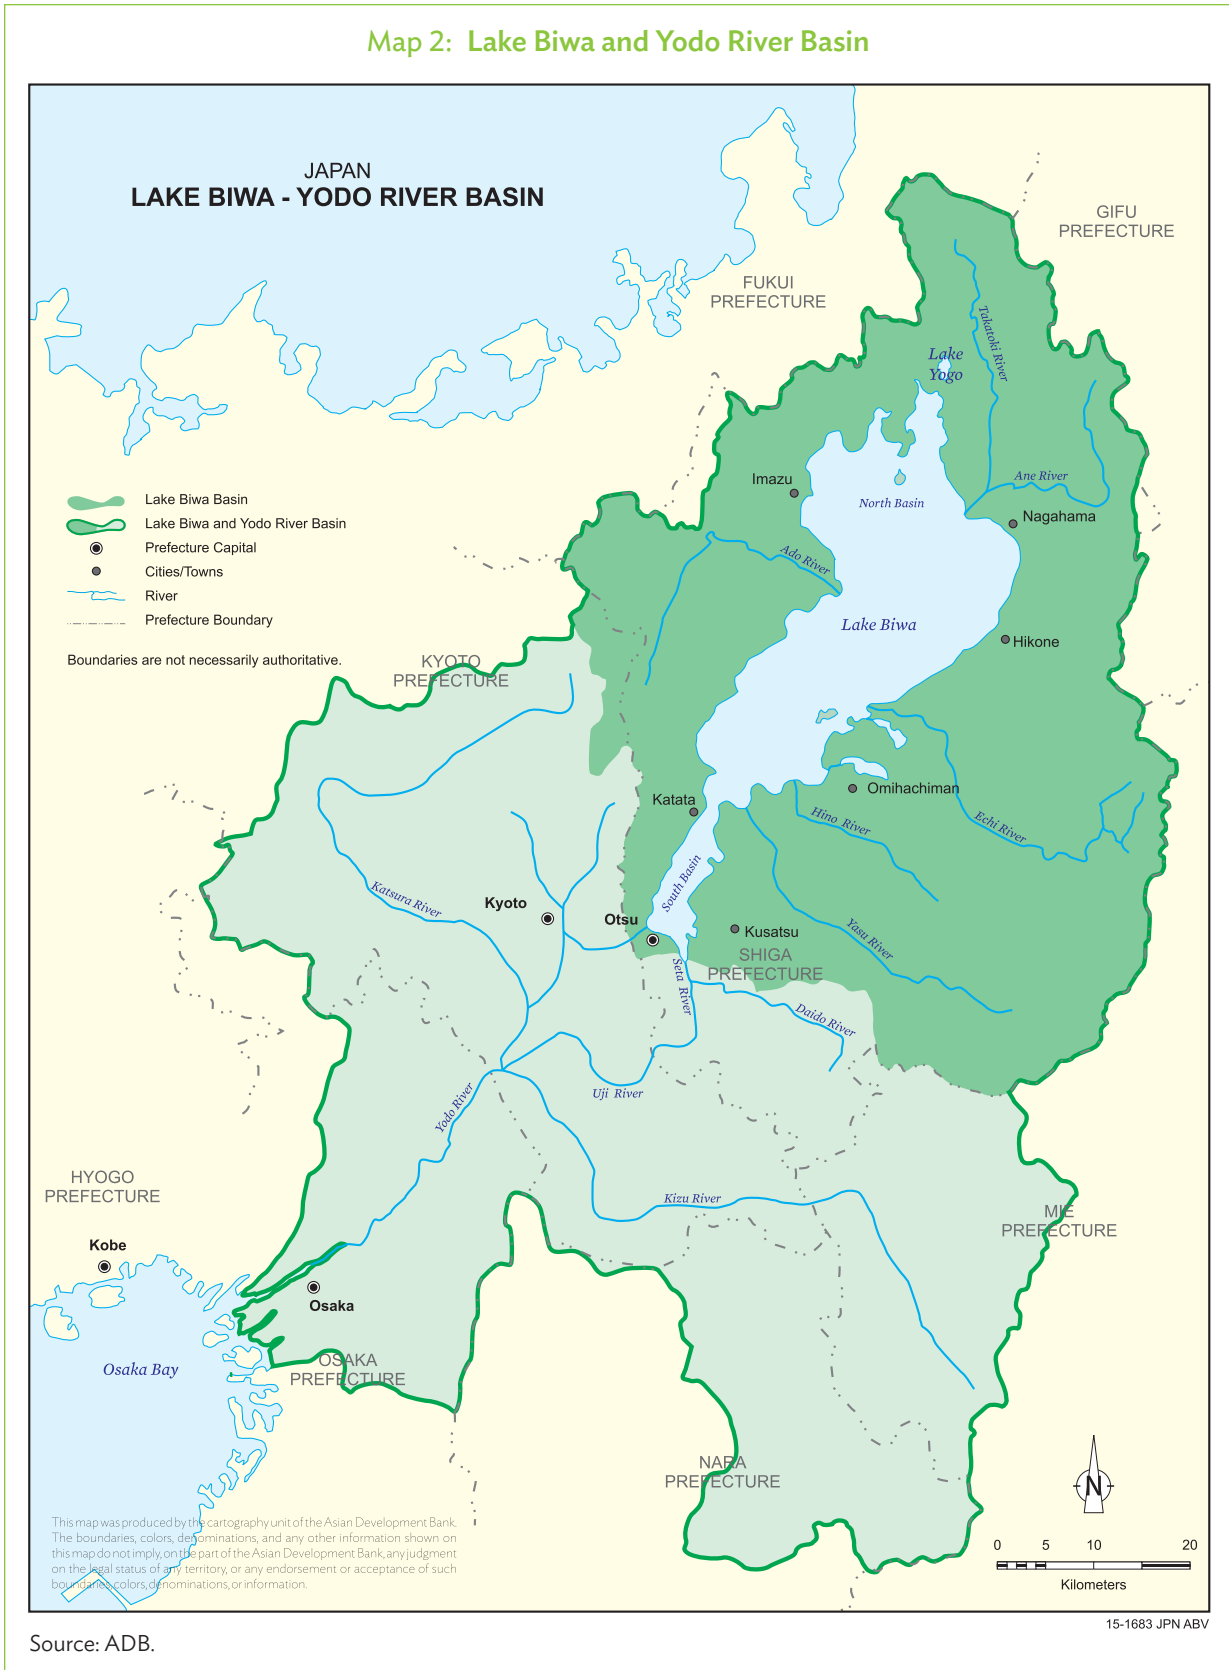 Map 2: Lake Biwa and Yodo River Basin
JAPAN
LAKE BIWA - YODO RIVER BASIN
GIFU
PREFECTURE
FUKUI
PREFECTURE
Takatoki River
Lake
Yogo
Imazu
North Basin
Ane River
Nagahama
Lake Biwa Basin
Lake Biwa and Yodo River Basin
Prefecture Capital
Cities/Towns
River
Prefecture Boundary
Boundaries are not necessarily authoritative.
Ado River
Lake Biwa
Hikone
KYOTO
PREFECTURE
Katata
Omihachiman
Hino River
Echi River
South Basin
Katsura River
Kyoto
Otsu
Kusatsu
Yasu River
SHIGA
PREFECTURE
Seta River
Daido River
Uji River
Yodo River
HYOGO
PREFECTURE
Kizu River
MIE
PREFECTURE
Kobe
Osaka
Osaka Bay
OSAKA
PREFECTURE
NARA
PREFECTURE
N
This map was produced by the cartography unit of the Asian Development Bank.
The boundaries, colors, denominations, and any other information shown on
this map do not imply, on the part of the Asian Development Bank, any judgment
on the legal status of any territory, or any endorsement or acceptance of such
boundaries, colors, denominations, or information.
0 5 10 20
Kilometers
15-1683 JPN ABV
Source: ADB.